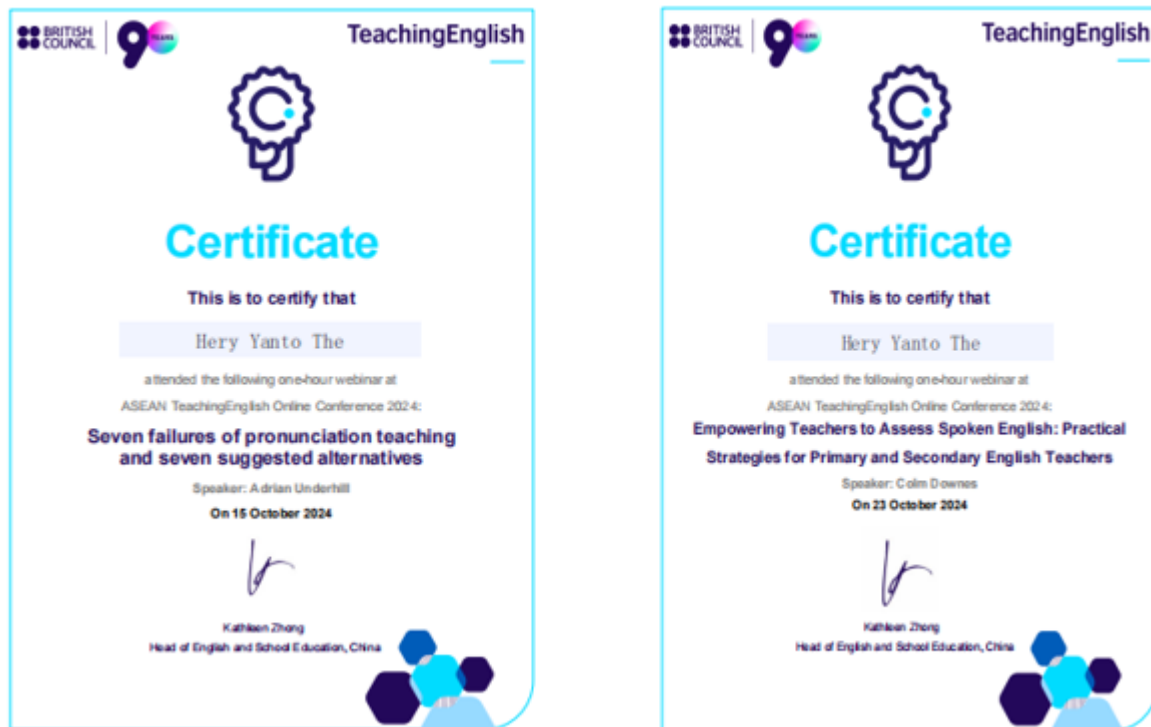 BRITISH
COUNCIL
90
YEARS
TeachingEnglish
Certificate
This is to certify that
Hery Yanto The
attended the following one-hour webinar at
ASEAN TeachingEnglish Online Conference 2024:
Seven failures of pronunciation teaching
and seven suggested alternatives
Speaker: Adrian Underhill
On 15 October 2024
Kathleen Zhong
Head of English and School Education, China
BRITISH
COUNCIL
90
YEARS
TeachingEnglish
Certificate
This is to certify that
Hery Yanto The
attended the following one-hour webinar at
ASEAN TeachingEnglish Online Conference 2024:
Empowering Teachers to Assess Spoken English: Practical
Strategies for Primary and Secondary English Teachers
Speaker: Colm Downes
On 23 October 2024
Kathleen Zhong
Head of English and School Education, China